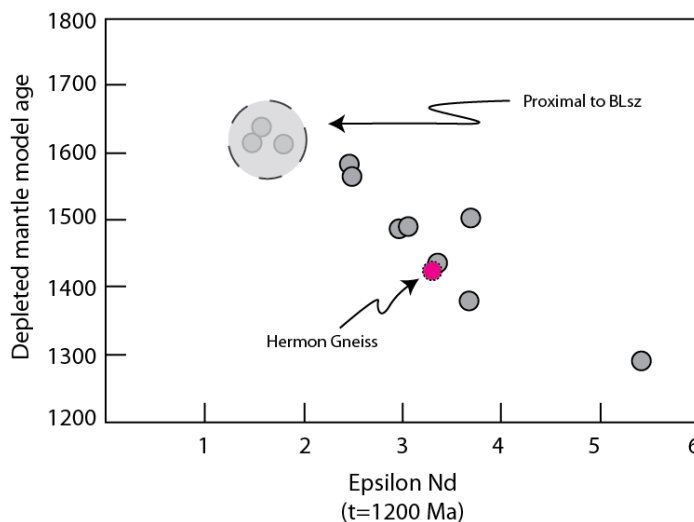 1800
1700
Proximal to BLsz
1600
1500
1400
Hermon Gneiss
1300
1200
Depleted mantle model age
1 2 3 4 5 6
Epsilon Nd
(t=1200 Ma)